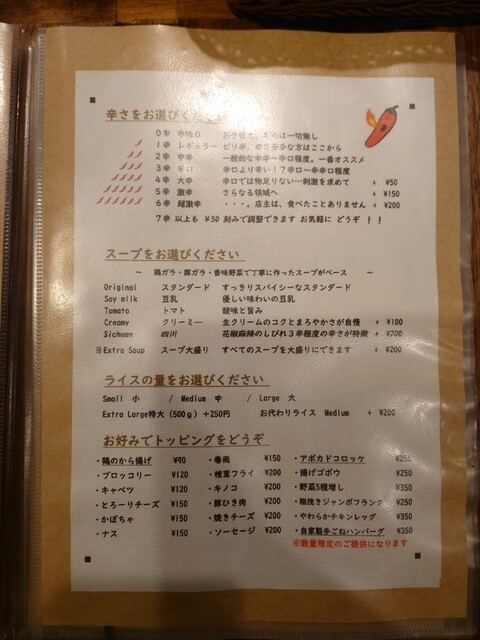 辛さをお選びください
0辛 辛味0 一切無し
1辛 レギュラー ピリ辛。辛さ苦手な方はここから
2辛 中辛 一般的な中辛〜辛口程度。一番オススメ
3辛 辛口 辛口より辛い！？辛口〜辛辛口程度
4辛 大辛 辛口では物足りない…刺激を求めて + ¥50
5辛 激辛 さらなる領域へ + ¥150
6辛 超激辛 ・・・。店主は、食べたことありません + ¥200
7辛 以上も ¥50 刻みで調整できます お気軽に どうぞ ！！
スープをお選びください
〜 鶏ガラ・豚ガラ・香味野菜で丁寧に作ったスープがベース 〜
Original スタンダード すっきりスパイシーなスタンダード
Soy milk 豆乳 優しい味わいの豆乳
Tomato トマト 酸味と旨み
Creamy クリーミー 生クリームのコクとまろやかさが自慢 + ¥100
Sichuan 四川 花椒麻辣のしびれ3辛程度の辛さが特徴 + ¥200
※Extra Soup スープ大盛り すべてのスープを大盛りにできます + ¥200
ライスの量をお選びください
Small 小 / Medium 中 / Large 大
Extra Large特大（500g）+250円 お代わりライス Medium + ¥200
お好みでトッピングをどうぞ
・鶏のから揚げ ¥90 ・春巻 ¥150 ・アボカドコロッケ ¥250
・ブロッコリー ¥120 ・椎茸フライ ¥200 ・揚げゴボウ ¥250
・キャベツ ¥120 ・キノコ ¥200 ・野菜5種増し ¥350
・とろーりチーズ ¥150 ・豚ひき肉 ¥200 ・粗挽きジャンボフランク ¥250
・かぼちゃ ¥150 ・焼きチーズ ¥200 ・やわらかチキンレッグ ¥350
・ナス ¥150 ・ソーセージ ¥200 ・自家製手ごねハンバーグ ¥350
※数量限定のご提供になります